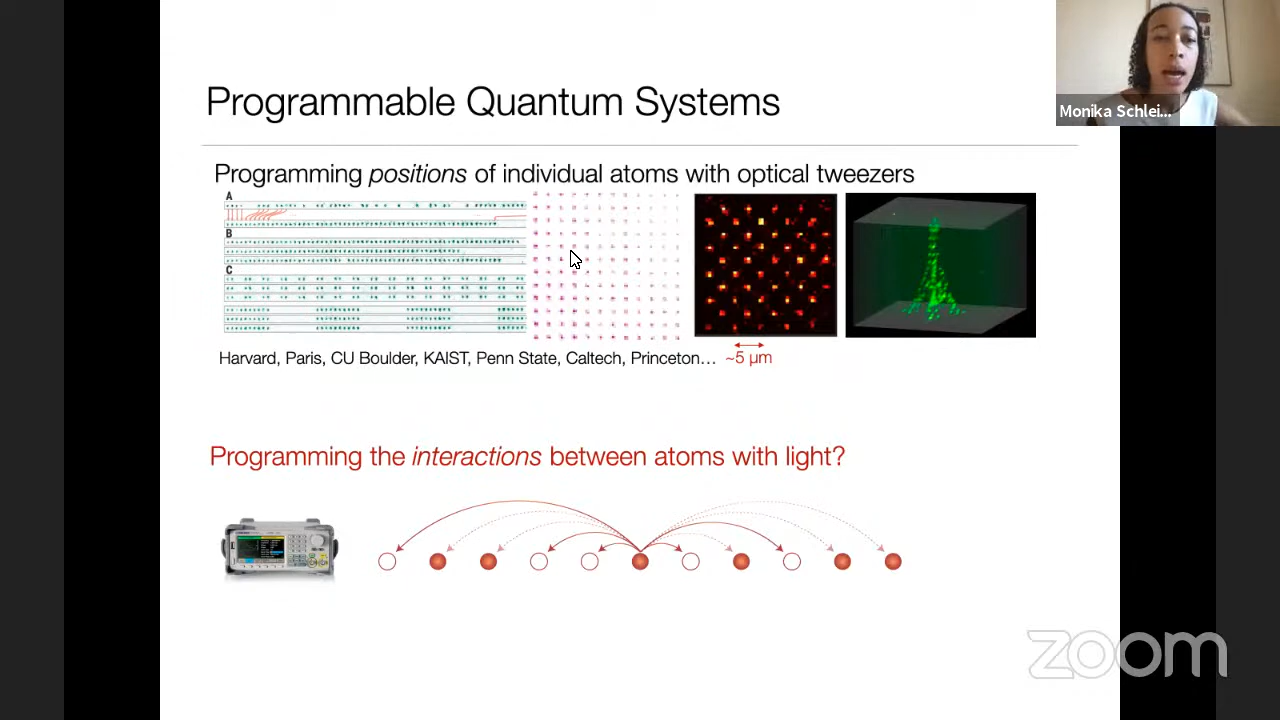 Programmable Quantum Systems
Monika Schlei...
Programming positions of individual atoms with optical tweezers
A
B
C
Harvard, Paris, CU Boulder, KAIST, Penn State, Caltech, Princeton… ~5 µm
Programming the interactions between atoms with light?
zoom